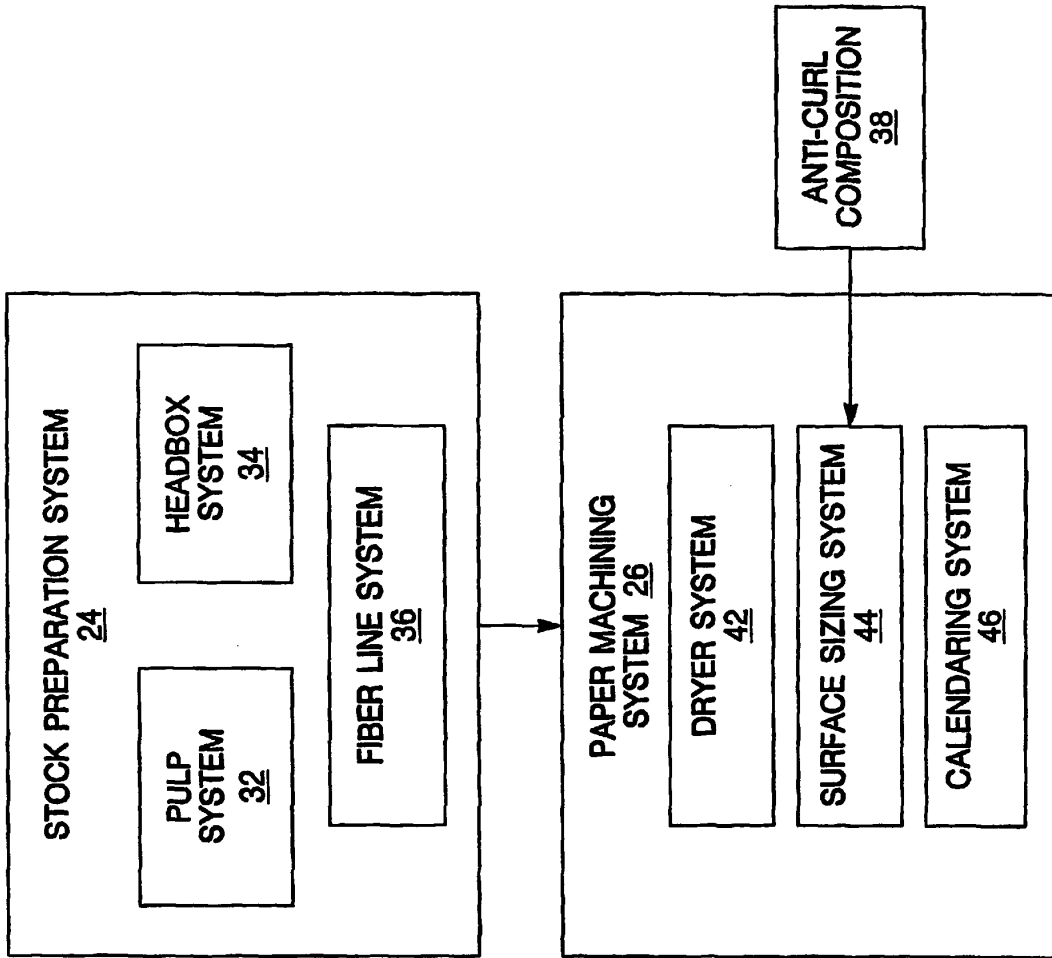 STOCK PREPARATION SYSTEM
24
PULP
SYSTEM
32
HEADBOX
SYSTEM
34
FIBER LINE SYSTEM
36
PAPER MACHINING
SYSTEM 26
DRYER SYSTEM
42
SURFACE SIZING SYSTEM
44
CALENDARING SYSTEM
46
ANTI-CURL
COMPOSITION
38